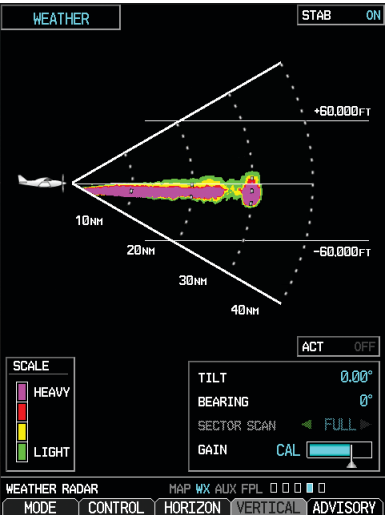 WEATHER
STAB ON
+60,000FT
10NM
20NM
-60,000FT
30NM
40NM
ACT OFF
SCALE
HEAVY
LIGHT
TILT 0.00°
BEARING 0°
SECTOR SCAN FULL
GAIN CAL
WEATHER RADAR MAP WX AUX FPL
MODE CONTROL HORIZON VERTICAL ADVISORY